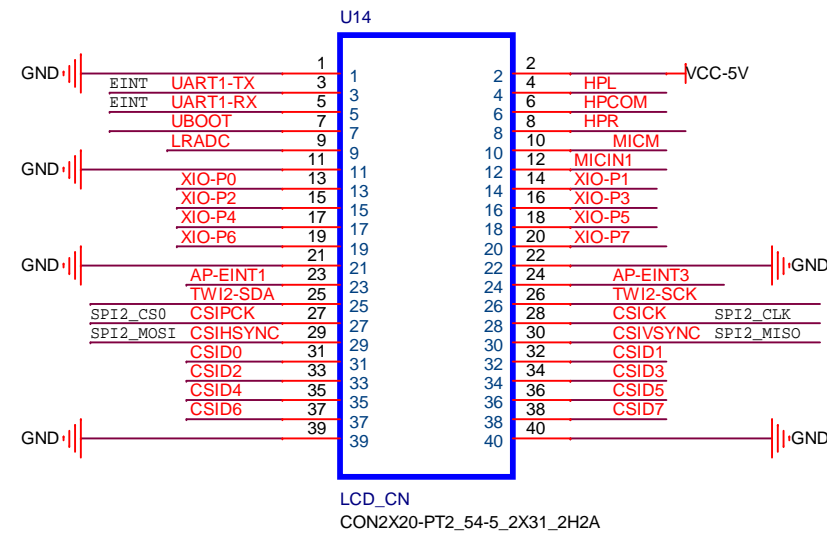 U14
1 2
GND 1 2 VCC-5V
EINT UART1-TX 3 4 HPL
3 4
EINT UART1-RX 5 6 HPCOM
5 6
UBOOT 7 8 HPR
7 8
LRADC 9 10 MICM
9 10
11 12 MICIN1
GND 11 12
XIO-P0 13 14 XIO-P1
13 14
XIO-P2 15 16 XIO-P3
15 16
XIO-P4 17 18 XIO-P5
17 18
XIO-P6 19 20 XIO-P7
19 20
21 22
GND 21 22 GND
AP-EINT1 23 24 AP-EINT3
23 24
TWI2-SDA 25 26 TWI2-SCK
25 26
SPI2_CS0 CSIPCK 27 28 CSICK SPI2_CLK
27 28
SPI2_MOSI CSIHSYNC 29 30 CSIVSYNC SPI2_MISO
29 30
CSID0 31 32 CSID1
31 32
CSID2 33 34 CSID3
33 34
CSID4 35 36 CSID5
35 36
CSID6 37 38 CSID7
37 38
39 40
GND 39 40 GND
LCD_CN
CON2X20-PT2_54-5_2X31_2H2A